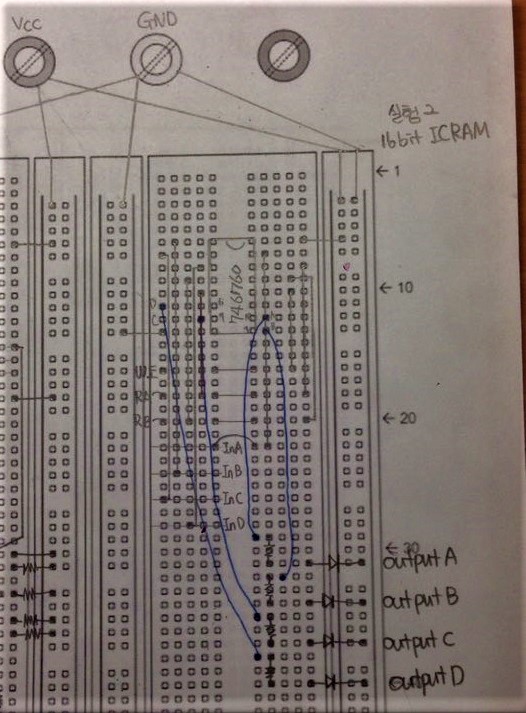 Vcc
GND
실험 2
16bit ICRAM
← 1
← 10
D
C
WE
RA
RB
← 20
InA
InB
InC
InD
← 30
output A
output B
output C
output D